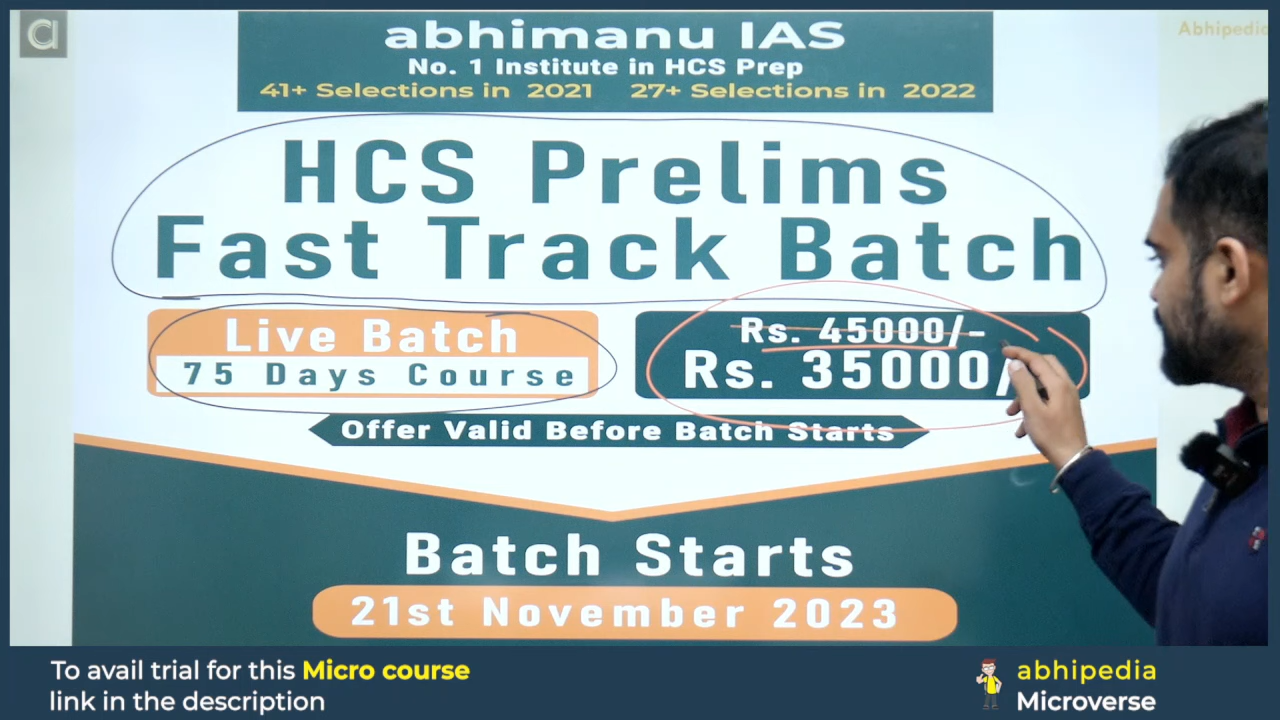 a
Abhipedia
abhimanu IAS
No. 1 Institute in HCS Prep
41+ Selections in 2021 27+ Selections in 2022
HCS Prelims
Fast Track Batch
Live Batch
75 Days Course
Rs. 45000/-
Rs. 35000/
Offer Valid Before Batch Starts
Batch Starts
21st November 2023
To avail trial for this Micro course
link in the description
abhipedia
Microverse